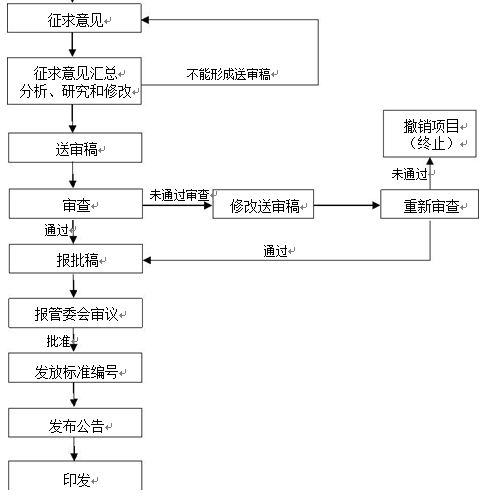 征求意见
征求意见汇总
分析、研究和修改
不能形成送审稿
送审稿
撤销项目
（终止）
未通过
审查
未通过审查
修改送审稿
重新审查
通过
报批稿
通过
报管委会审议
批准
发放标准编号
发布公告
印发